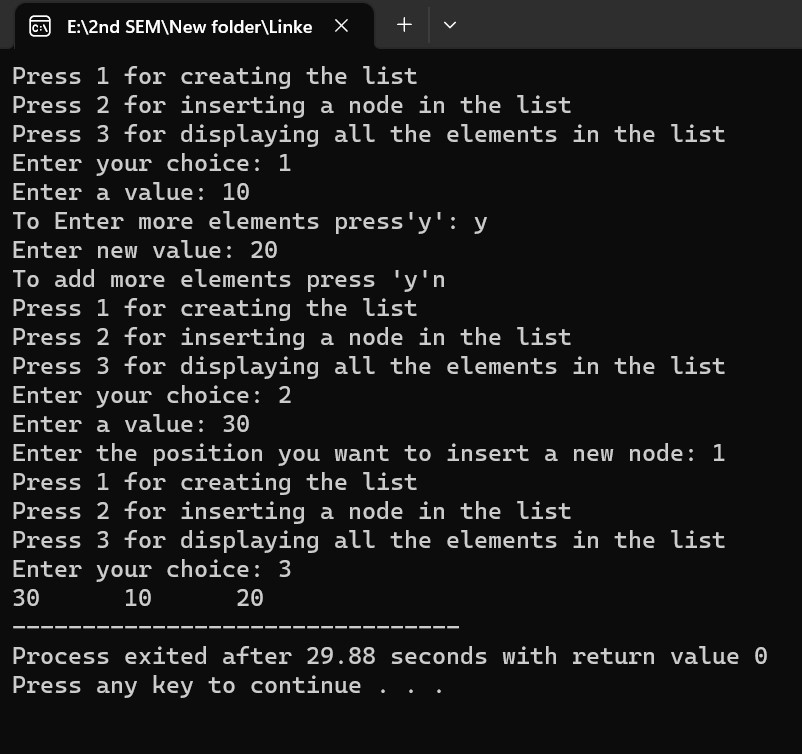 E:\2nd SEM\New folder\Linke
Press 1 for creating the list
Press 2 for inserting a node in the list
Press 3 for displaying all the elements in the list
Enter your choice: 1
Enter a value: 10
To Enter more elements press'y': y
Enter new value: 20
To add more elements press 'y'n
Press 1 for creating the list
Press 2 for inserting a node in the list
Press 3 for displaying all the elements in the list
Enter your choice: 2
Enter a value: 30
Enter the position you want to insert a new node: 1
Press 1 for creating the list
Press 2 for inserting a node in the list
Press 3 for displaying all the elements in the list
Enter your choice: 3
30      10      20
--------------------------------
Process exited after 29.88 seconds with return value 0
Press any key to continue . . .